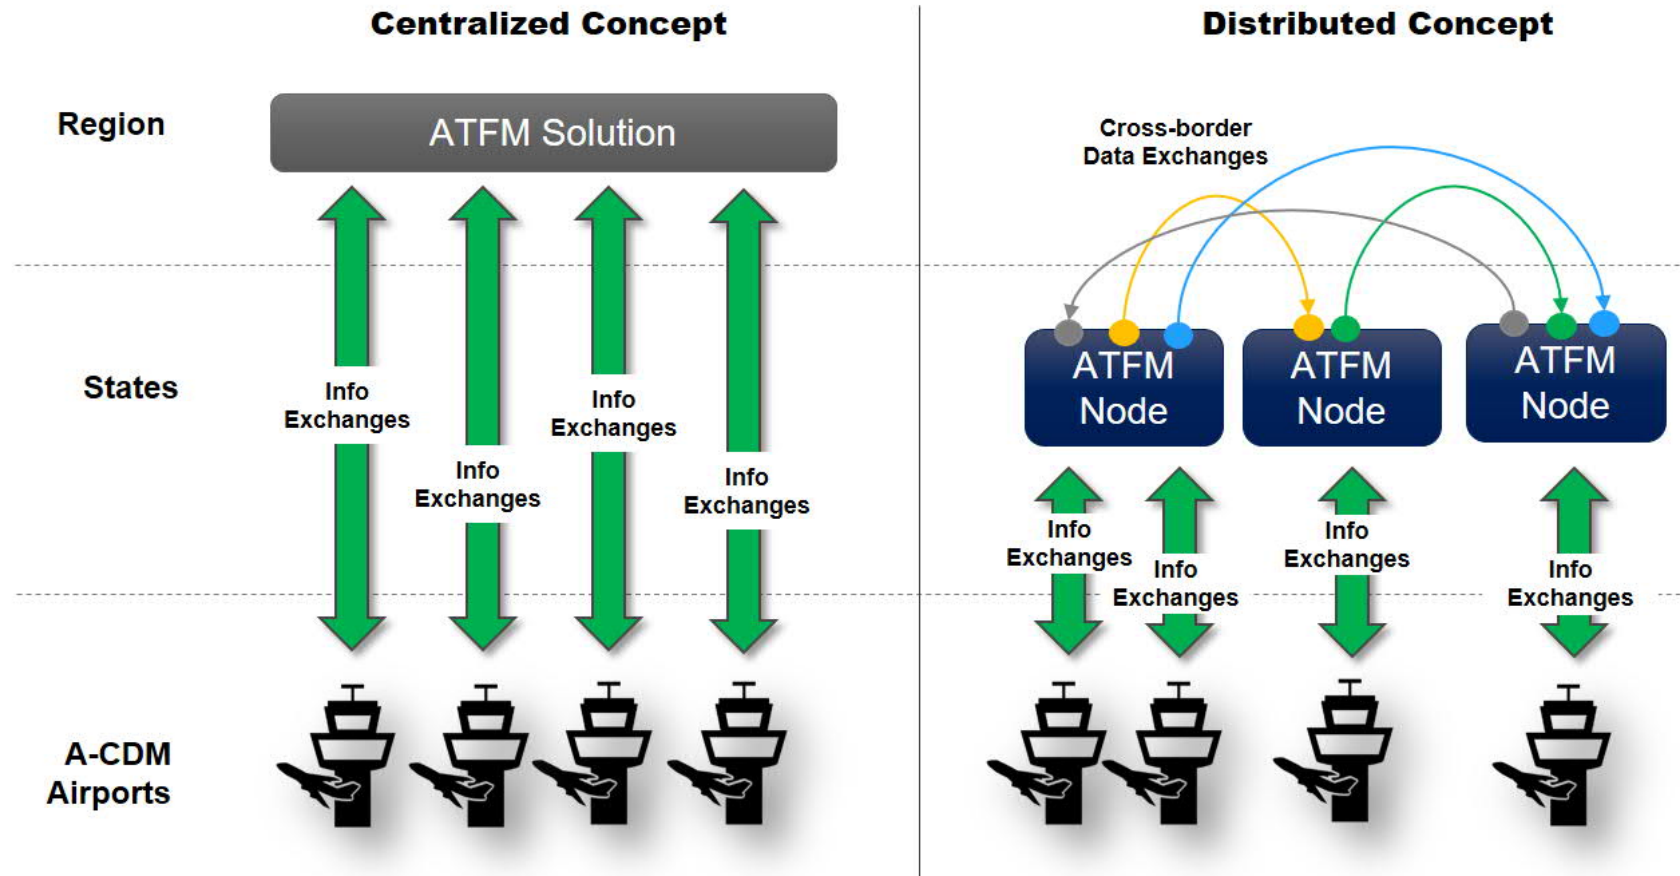 Centralized Concept
Distributed Concept
Region
ATFM Solution
Cross-border
Data Exchanges
States
Info
Exchanges
Info
Exchanges
Info
Exchanges
Info
Exchanges
ATFM
Node
ATFM
Node
ATFM
Node
Info
Exchanges
Info
Exchanges
Info
Exchanges
Info
Exchanges
A-CDM
Airports